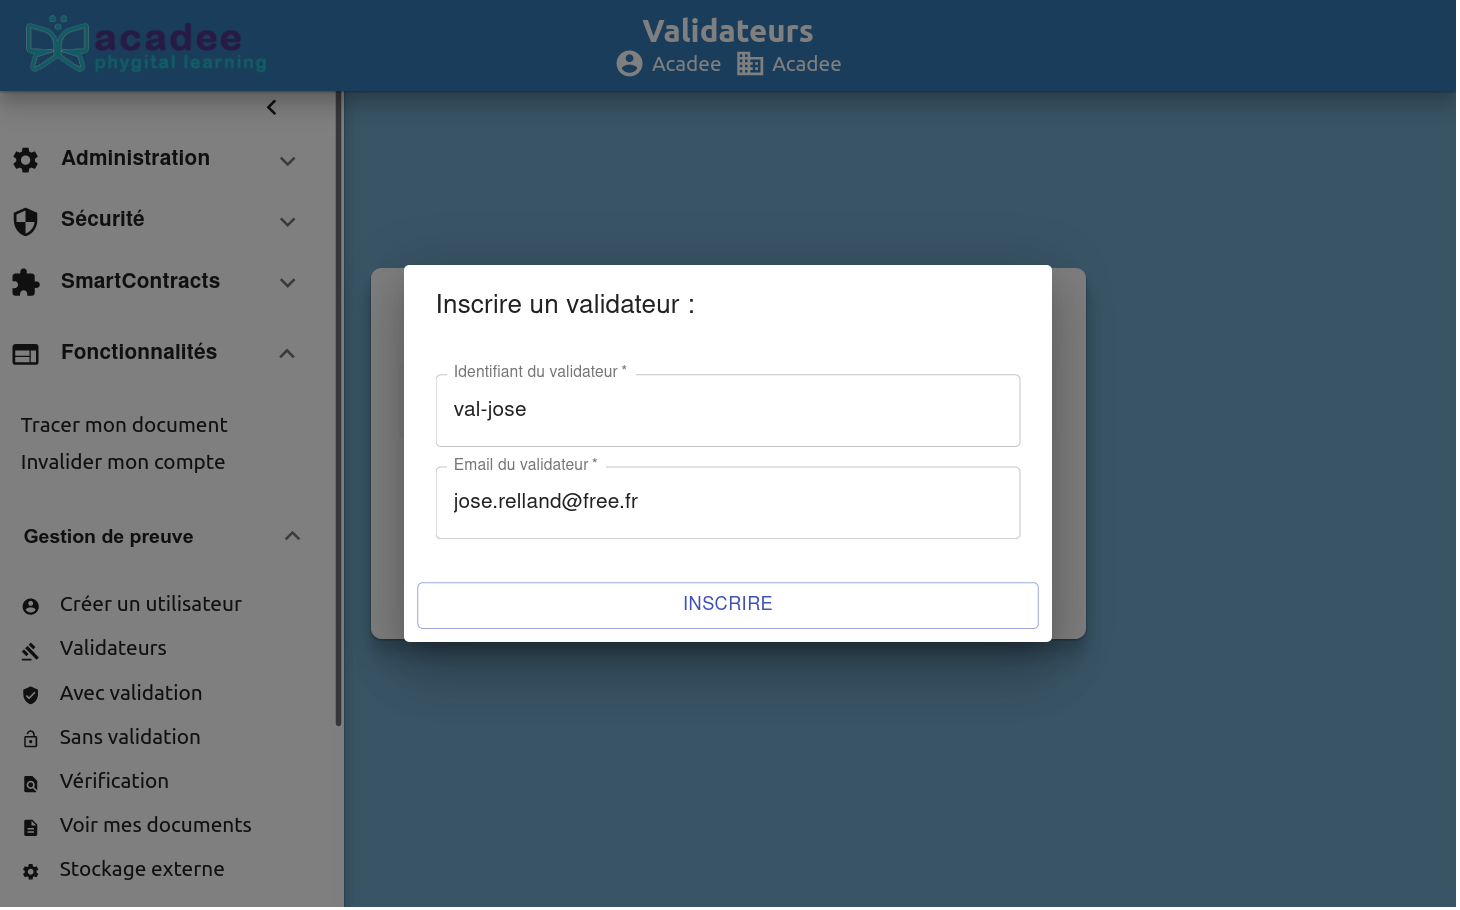 acadee
phygital learning
Validateurs
Acadee Acadee
Administration
Sécurité
SmartContracts
Fonctionnalités
Tracer mon document
Invalider mon compte
Gestion de preuve
Créer un utilisateur
Validateurs
Avec validation
Sans validation
Vérification
Voir mes documents
Stockage externe
Inscrire un validateur :
Identifiant du validateur *
val-jose
Email du validateur *
jose.relland@free.fr
INSCRIRE